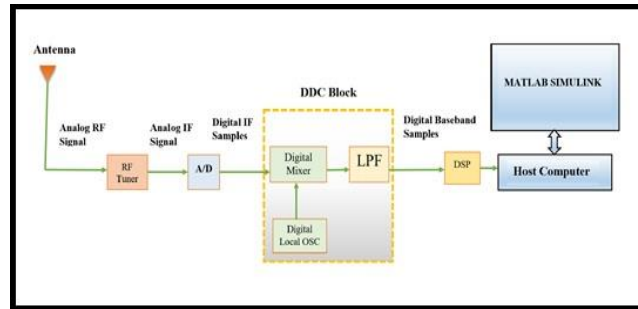 Antenna
DDC Block
MATLAB SIMULINK
Analog RF
Signal
Analog IF
Signal
Digital IF
Samples
Digital Baseband
Samples
RF
Tuner
A/D
Digital
Mixer
LPF
DSP
Host Computer
Digital
Local OSC